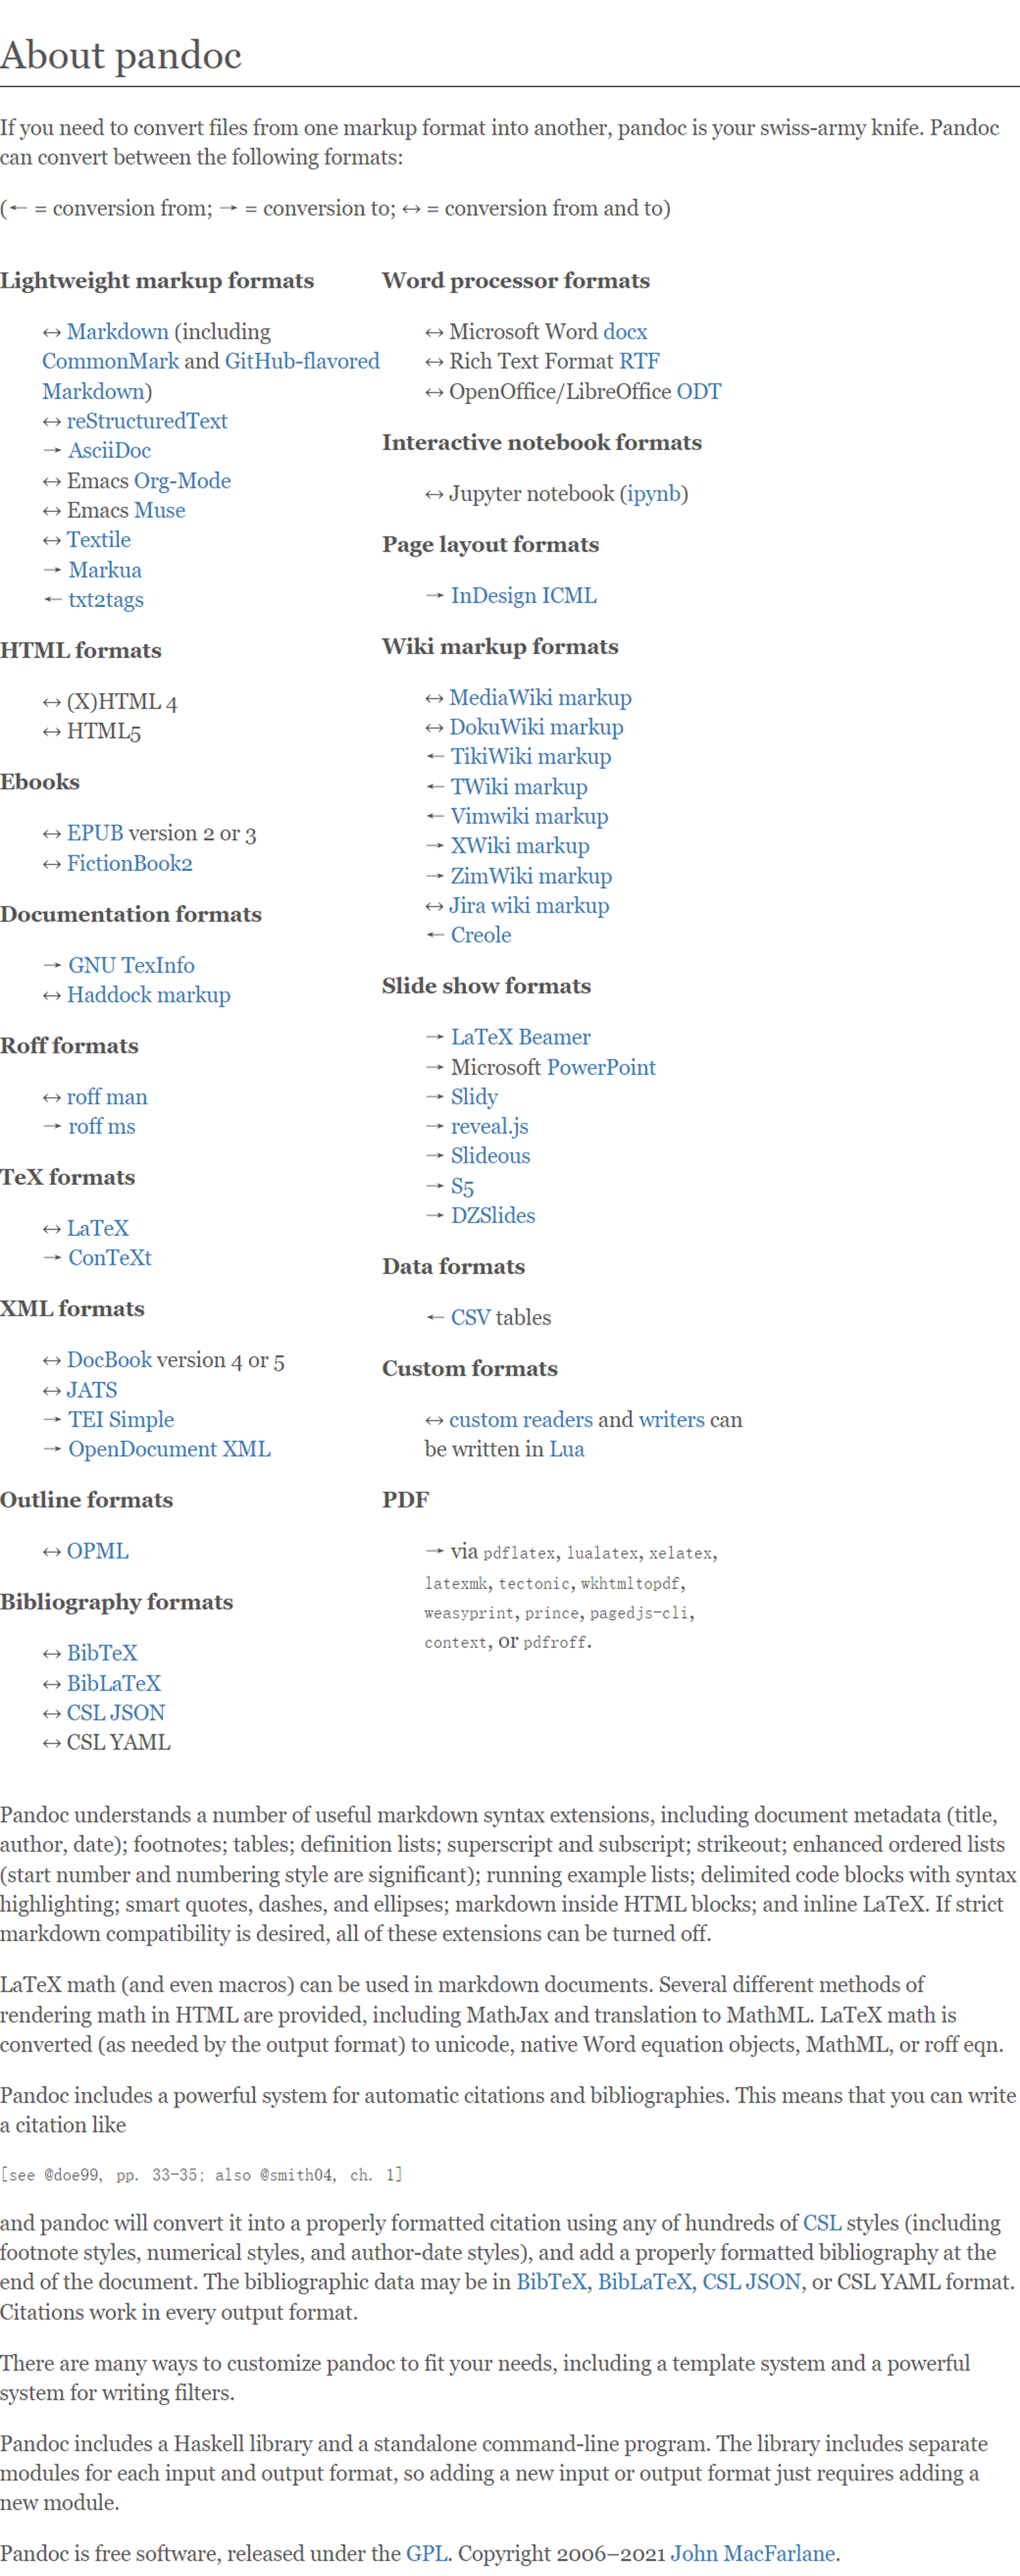 About pandoc
If you need to convert files from one markup format into another, pandoc is your swiss-army knife. Pandoc
can convert between the following formats:
(← = conversion from; → = conversion to; ↔ = conversion from and to)
Lightweight markup formats
↔ Markdown (including
CommonMark and GitHub-flavored
Markdown)
↔ reStructuredText
→ AsciiDoc
↔ Emacs Org-Mode
↔ Emacs Muse
↔ Textile
→ Markua
← txt2tags
HTML formats
↔ (X)HTML 4
↔ HTML5
Ebooks
↔ EPUB version 2 or 3
↔ FictionBook2
Documentation formats
→ GNU TexInfo
↔ Haddock markup
Roff formats
↔ roff man
→ roff ms
TeX formats
↔ LaTeX
→ ConTeXt
XML formats
↔ DocBook version 4 or 5
↔ JATS
→ TEI Simple
→ OpenDocument XML
Outline formats
↔ OPML
Bibliography formats
↔ BibTeX
↔ BibLaTeX
↔ CSL JSON
↔ CSL YAML
Word processor formats
↔ Microsoft Word docx
↔ Rich Text Format RTF
↔ OpenOffice/LibreOffice ODT
Interactive notebook formats
↔ Jupyter notebook (ipynb)
Page layout formats
→ InDesign ICML
Wiki markup formats
↔ MediaWiki markup
↔ DokuWiki markup
← TikiWiki markup
← TWiki markup
← Vimwiki markup
→ XWiki markup
→ ZimWiki markup
↔ Jira wiki markup
← Creole
Slide show formats
→ LaTeX Beamer
→ Microsoft PowerPoint
→ Slidy
→ reveal.js
→ Slideous
→ S5
→ DZSlides
Data formats
← CSV tables
Custom formats
↔ custom readers and writers can
be written in Lua
PDF
→ via pdflatex, lualatex, xelatex,
latexmk, tectonic, wkhtmltopdf,
weasyprint, prince, pagedjs-cli,
context, or pdfroff.
Pandoc understands a number of useful markdown syntax extensions, including document metadata (title,
author, date); footnotes; tables; definition lists; superscript and subscript; strikeout; enhanced ordered lists
(start number and numbering style are significant); running example lists; delimited code blocks with syntax
highlighting; smart quotes, dashes, and ellipses; markdown inside HTML blocks; and inline LaTeX. If strict
markdown compatibility is desired, all of these extensions can be turned off.
LaTeX math (and even macros) can be used in markdown documents. Several different methods of
rendering math in HTML are provided, including MathJax and translation to MathML. LaTeX math is
converted (as needed by the output format) to unicode, native Word equation objects, MathML, or roff eqn.
Pandoc includes a powerful system for automatic citations and bibliographies. This means that you can write
a citation like
[see @doe99, pp. 33-35; also @smith04, ch. 1]
and pandoc will convert it into a properly formatted citation using any of hundreds of CSL styles (including
footnote styles, numerical styles, and author-date styles), and add a properly formatted bibliography at the
end of the document. The bibliographic data may be in BibTeX, BibLaTeX, CSL JSON, or CSL YAML format.
Citations work in every output format.
There are many ways to customize pandoc to fit your needs, including a template system and a powerful
system for writing filters.
Pandoc includes a Haskell library and a standalone command-line program. The library includes separate
modules for each input and output format, so adding a new input or output format just requires adding a
new module.
Pandoc is free software, released under the GPL. Copyright 2006–2021 John MacFarlane.